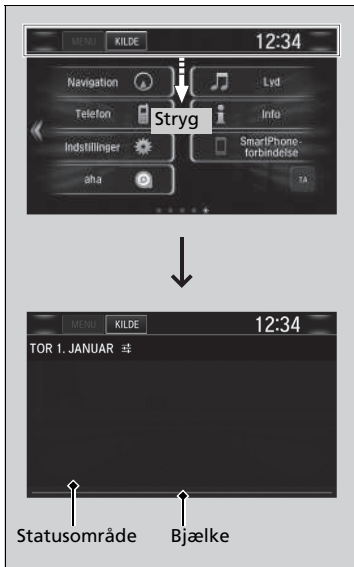 MENU KILDE 12:34
Navigation Lyd
Telefon Info
Stryg
Indstillinger SmartPhone-
forbindelse
aha TA
MENU KILDE 12:34
TOR 1. JANUAR
Statusområde Bjælke